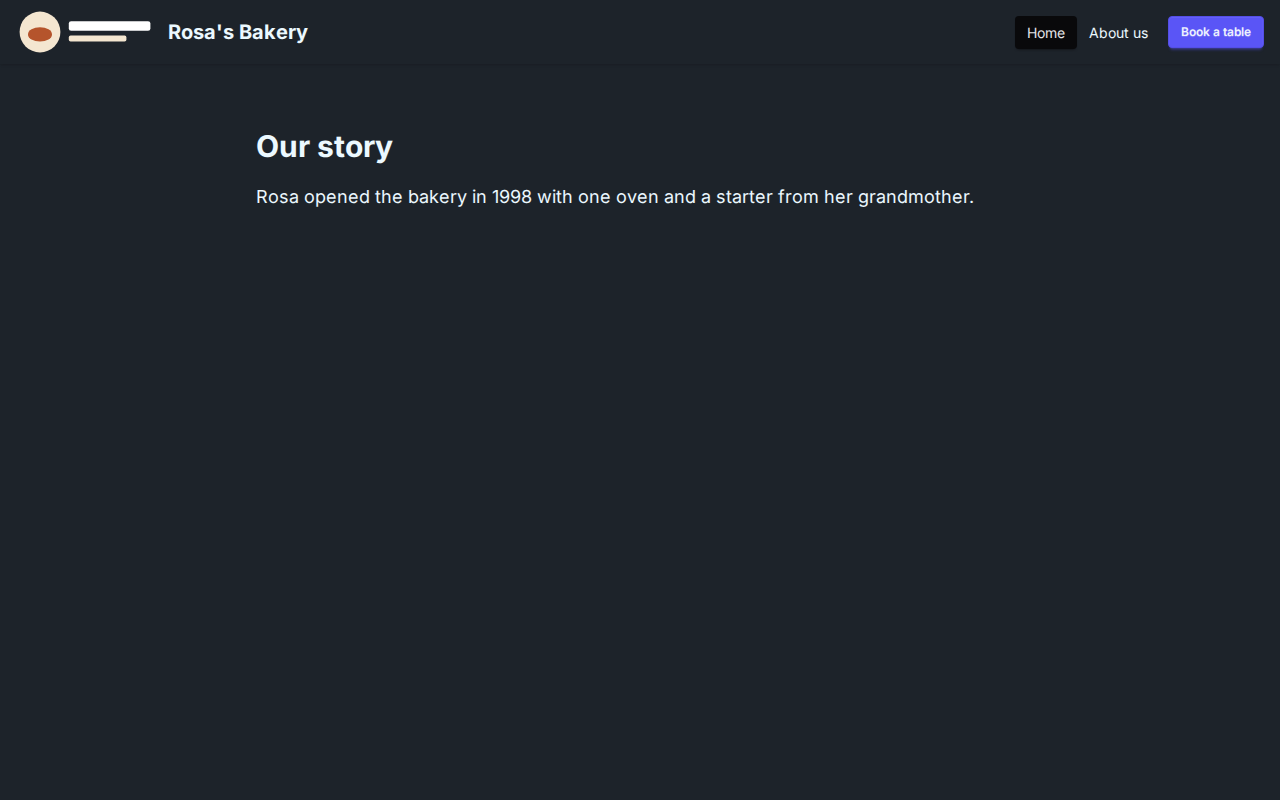 Rosa's Bakery
Home
About us
Book a table
Our story
Rosa opened the bakery in 1998 with one oven and a starter from her grandmother.